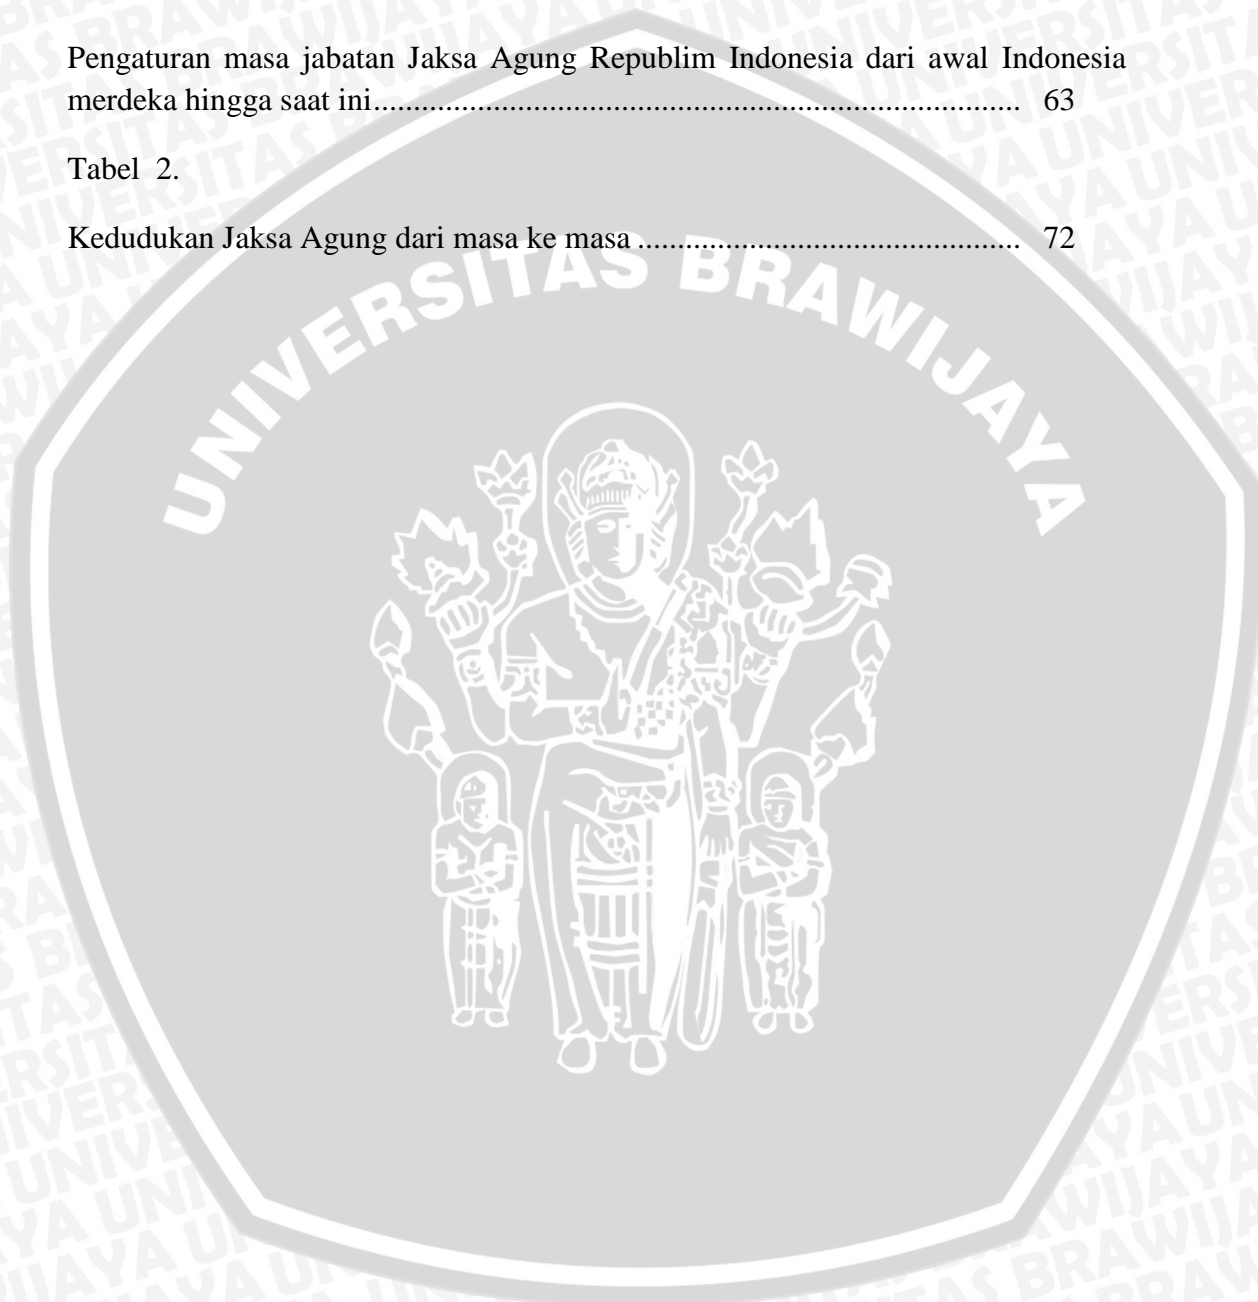 Pengaturan masa jabatan Jaksa Agung Republim Indonesia dari awal Indonesia
merdeka hingga saat ini.................................................................... 63
Tabel 2.
Kedudukan Jaksa Agung dari masa ke masa ........................................ 72
UNIVERSITAS BRAWIJAYA